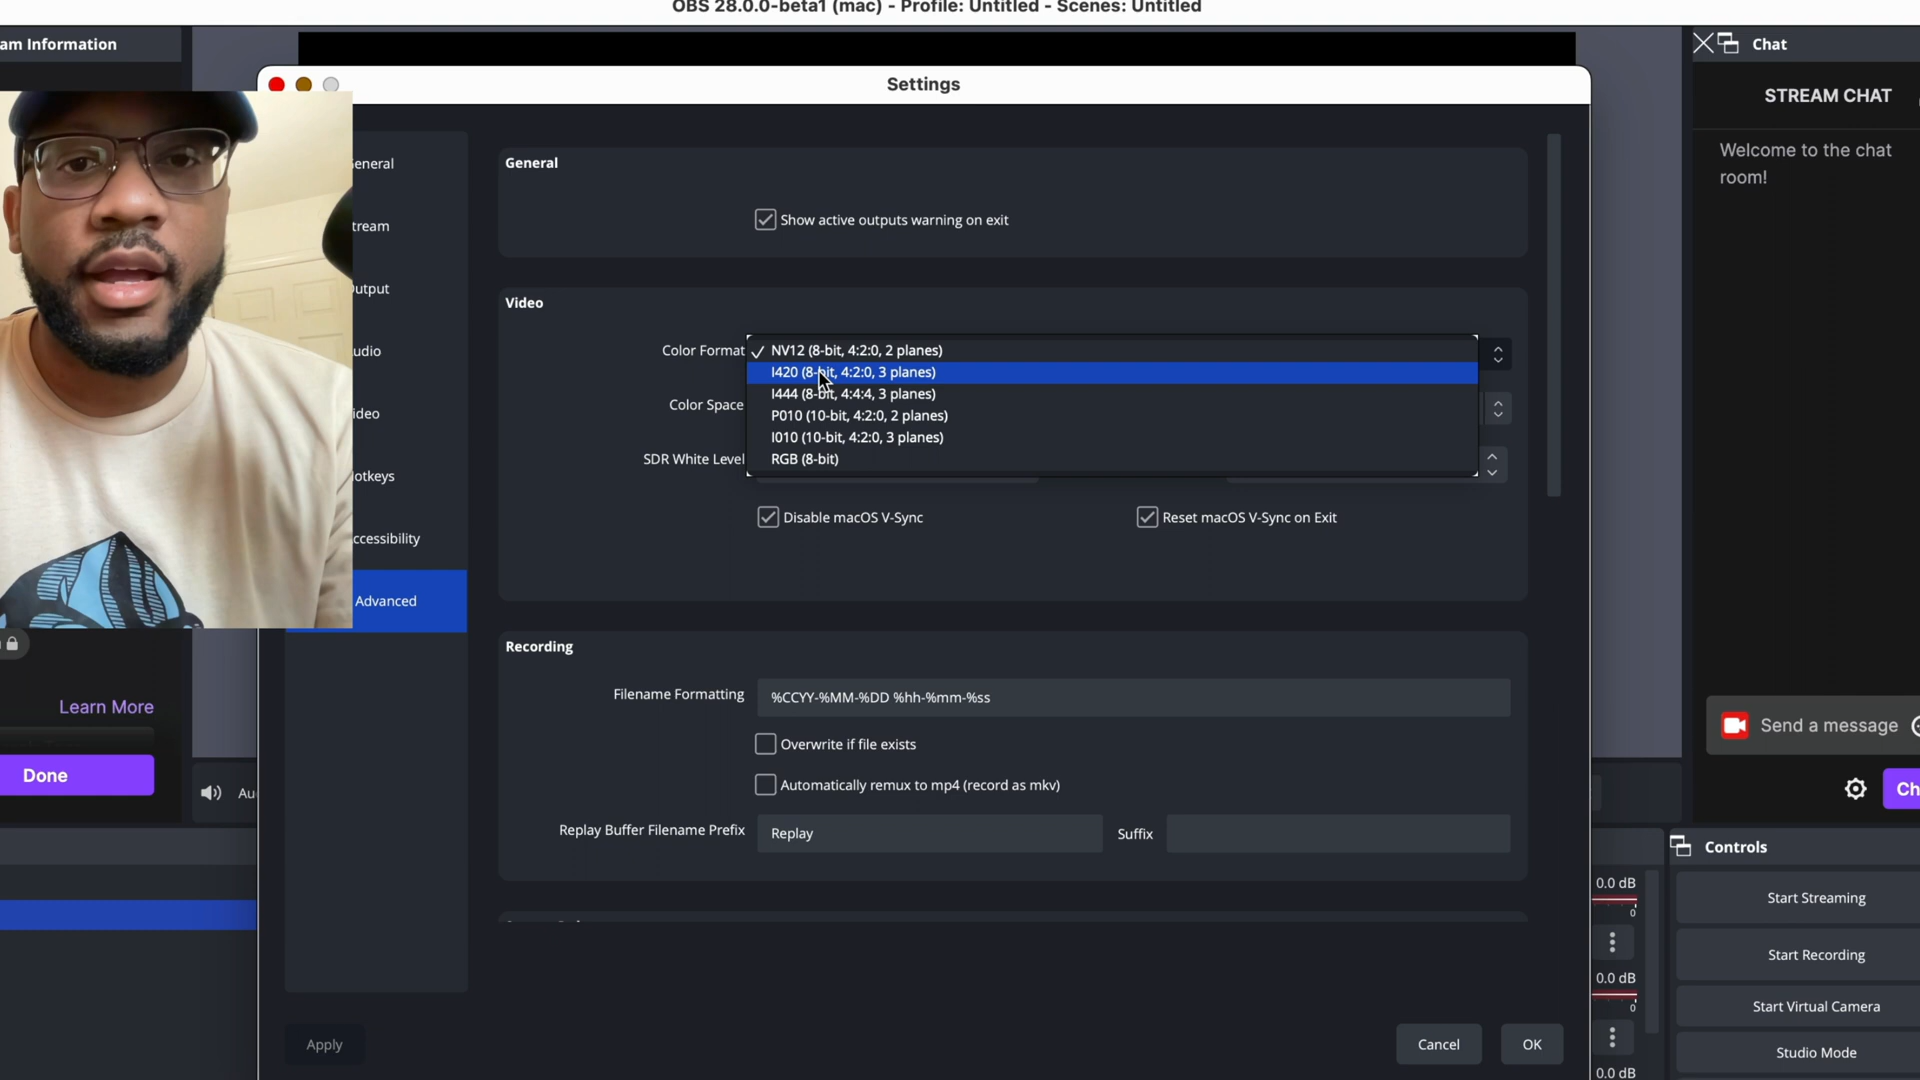 OBS 28.0.0-beta1 (mac) - Profile: Untitled - Scenes: Untitled
am Information
Chat
Settings
STREAM CHAT
Welcome to the chat
room!
eneral
tream
utput
udio
ideo
otkeys
ccessibility
Advanced
General
Show active outputs warning on exit
Video
Color Format
NV12 (8-bit, 4:2:0, 2 planes)
I420 (8-bit, 4:2:0, 3 planes)
I444 (8-bit, 4:4:4, 3 planes)
P010 (10-bit, 4:2:0, 2 planes)
I010 (10-bit, 4:2:0, 3 planes)
RGB (8-bit)
Color Space
SDR White Level
Disable macOS V-Sync
Reset macOS V-Sync on Exit
Recording
Filename Formatting
%CCYY-%MM-%DD %hh-%mm-%ss
Overwrite if file exists
Automatically remux to mp4 (record as mkv)
Replay Buffer Filename Prefix
Replay
Suffix
Apply
Cancel
OK
Learn More
Done
Au
Send a message
Ch
Controls
0.0 dB
0
0.0 dB
0
0.0 dB
Start Streaming
Start Recording
Start Virtual Camera
Studio Mode